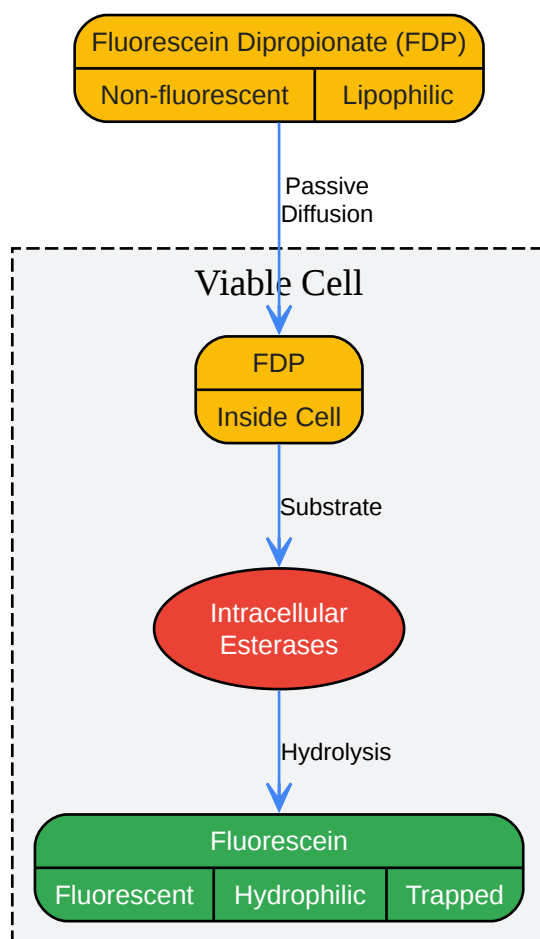 Fluorescein Dipropionate (FDP)
Non-fluorescent
Lipophilic
Passive
Diffusion
Viable Cell
FDP
Inside Cell
Substrate
Intracellular
Esterases
Hydrolysis
Fluorescein
Fluorescent
Hydrophilic
Trapped